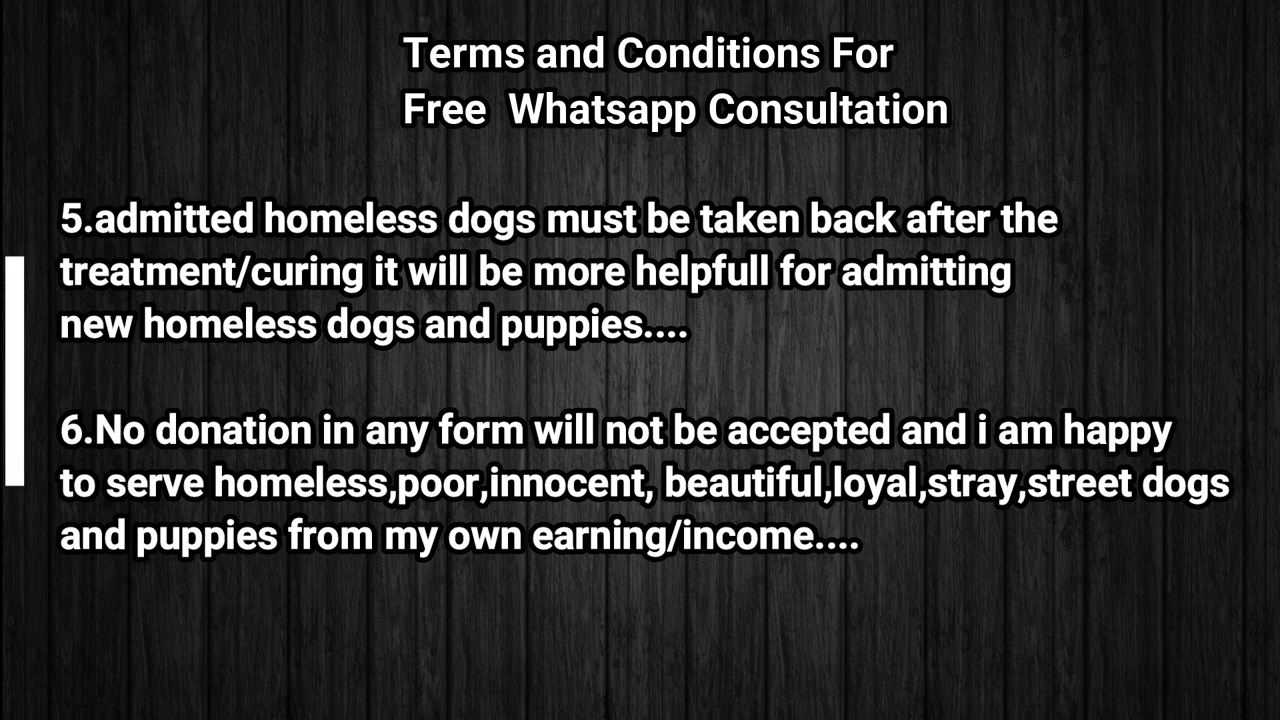 Terms and Conditions For
Free Whatsapp Consultation
5.admitted homeless dogs must be taken back after the
treatment/curing it will be more helpfull for admitting
new homeless dogs and puppies....
6.No donation in any form will not be accepted and i am happy
to serve homeless,poor,innocent, beautiful,loyal,stray,street dogs
and puppies from my own earning/income....